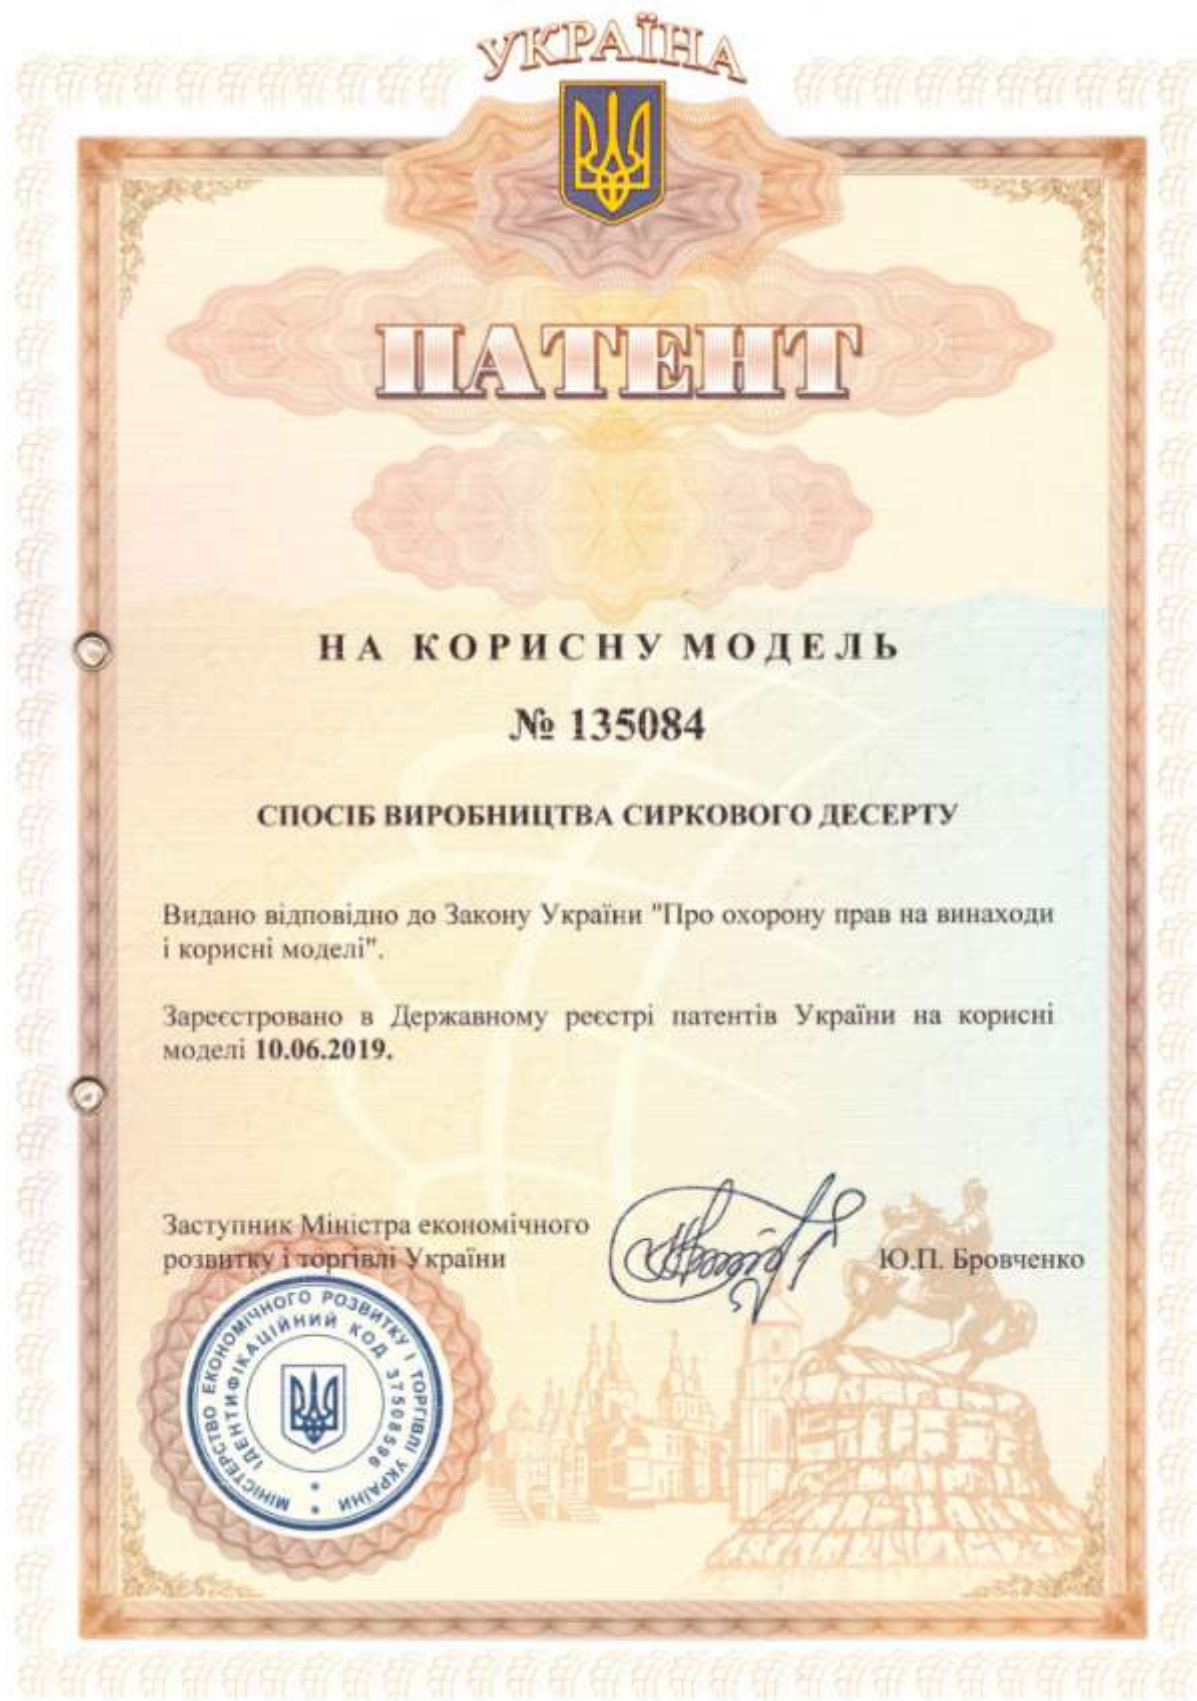 УКРАЇНА
ПАТЕНТ
НА КОРИСНУ МОДЕЛЬ
№ 135084
СПОСІБ ВИРОБНИЦТВА СИРКОВОГО ДЕСЕРТУ
Видано відповідно до Закону України "Про охорону прав на винаходи
і корисні моделі".
Зареєстровано в Державному реєстрі патентів України на корисні
моделі 10.06.2019.
Заступник Міністра економічного
розвитку і торгівлі України
Ю.П. Бровченко
МІНІСТЕРСТВО ЕКОНОМІЧНОГО РОЗВИТКУ І ТОРГІВЛІ УКРАЇНИ
ІДЕНТИФІКАЦІЙНИЙ КОД 37508596